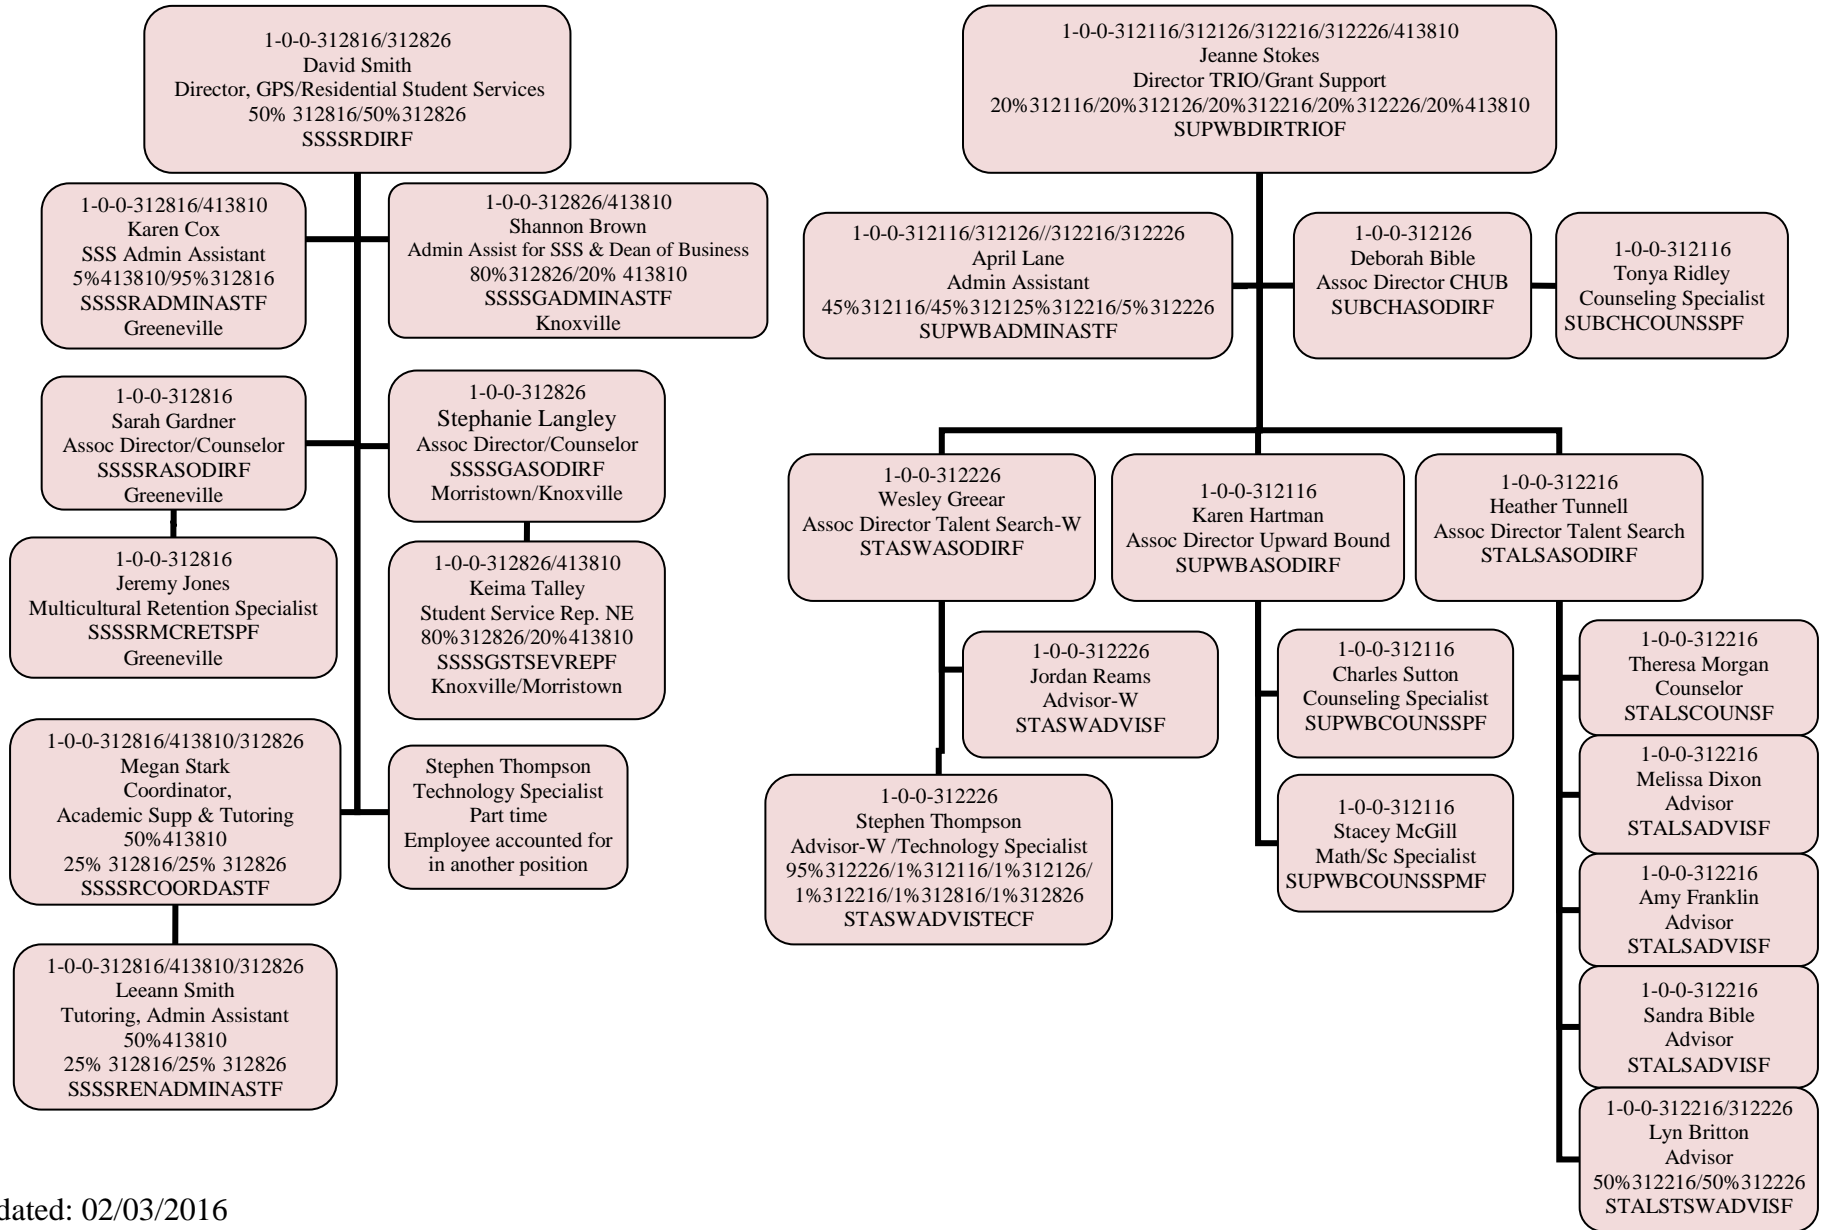 1-0-0-312816/312826
David Smith
Director, GPS/Residential Student Services
50% 312816/50%312826
SSSSRDIRF
1-0-0-312816/413810
Karen Cox
SSS Admin Assistant
5%413810/95%312816
SSSSRADMINASTF
Greeneville
1-0-0-312826/413810
Shannon Brown
Admin Assist for SSS & Dean of Business
80%312826/20% 413810
SSSSGADMINASTF
Knoxville
1-0-0-312816
Sarah Gardner
Assoc Director/Counselor
SSSSRASODIRF
Greeneville
1-0-0-312826
Stephanie Langley
Assoc Director/Counselor
SSSSGASODIRF
Morristown/Knoxville
1-0-0-312816
Jeremy Jones
Multicultural Retention Specialist
SSSSRMCRETSPF
Greeneville
1-0-0-312826/413810
Keima Talley
Student Service Rep. NE
80%312826/20%413810
SSSSGSTSEVREPF
Knoxville/Morristown
1-0-0-312816/413810/312826
Megan Stark
Coordinator,
Academic Supp & Tutoring
50%413810
25% 312816/25% 312826
SSSSRCOORDASTF
Stephen Thompson
Technology Specialist
Part time
Employee accounted for
in another position
1-0-0-312816/413810/312826
Leeann Smith
Tutoring, Admin Assistant
50%413810
25% 312816/25% 312826
SSSSRENADMINASTF
1-0-0-312116/312126/312216/312226/413810
Jeanne Stokes
Director TRIO/Grant Support
20%312116/20%312126/20%312216/20%312226/20%413810
SUPWBDIRTRIOF
1-0-0-312116/312126//312216/312226
April Lane
Admin Assistant
45%312116/45%312125%312216/5%312226
SUPWBADMINASTF
1-0-0-312126
Deborah Bible
Assoc Director CHUB
SUBCHASODIRF
1-0-0-312116
Tonya Ridley
Counseling Specialist
SUBCHCOUNSSPF
1-0-0-312226
Wesley Greear
Assoc Director Talent Search-W
STASWASODIRF
1-0-0-312116
Karen Hartman
Assoc Director Upward Bound
SUPWBASODIRF
1-0-0-312216
Heather Tunnell
Assoc Director Talent Search
STALSASODIRF
1-0-0-312226
Jordan Reams
Advisor-W
STASWADVISF
1-0-0-312226
Stephen Thompson
Advisor-W /Technology Specialist
95%312226/1%312116/1%312126/
1%312216/1%312816/1%312826
STASWADVISTECF
1-0-0-312116
Charles Sutton
Counseling Specialist
SUPWBCOUNSSPF
1-0-0-312116
Stacey McGill
Math/Sc Specialist
SUPWBCOUNSSPMF
1-0-0-312216
Theresa Morgan
Counselor
STALSCOUNSF
1-0-0-312216
Melissa Dixon
Advisor
STALSADVISF
1-0-0-312216
Amy Franklin
Advisor
STALSADVISF
1-0-0-312216
Sandra Bible
Advisor
STALSADVISF
1-0-0-312216/312226
Lyn Britton
Advisor
50%312216/50%312226
STALSTSWADVISF
dated: 02/03/2016